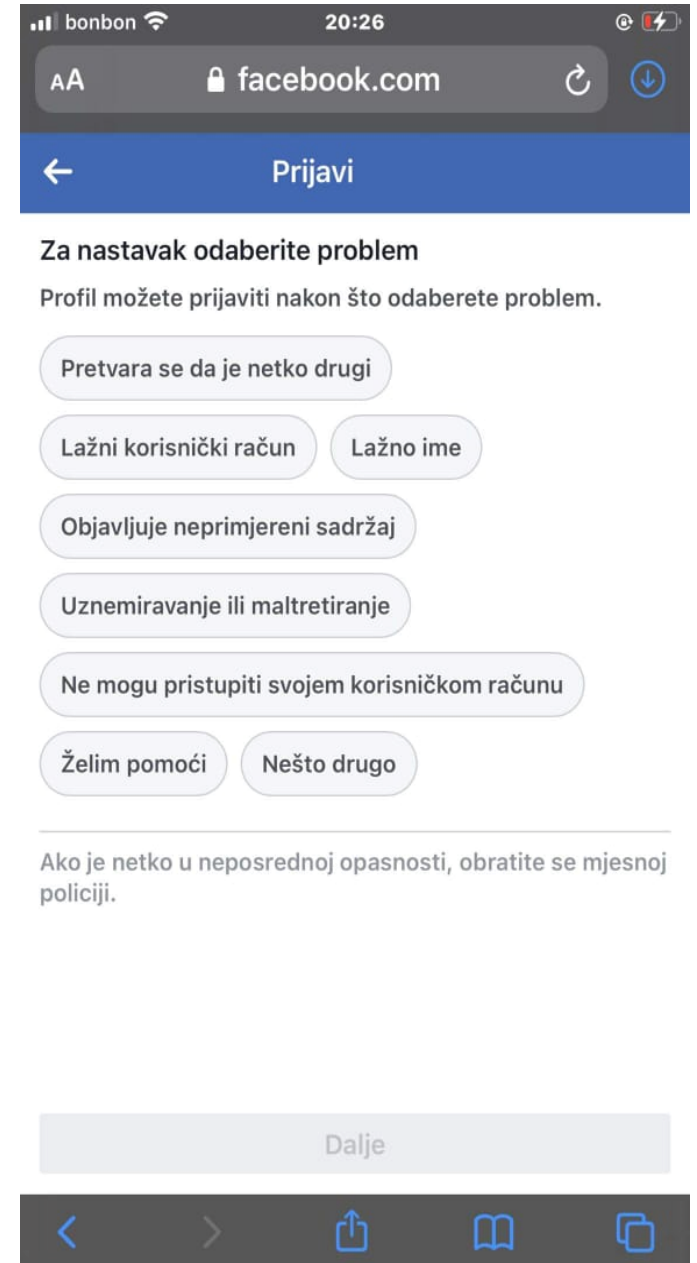 bonbon 20:26
AA facebook.com
Prijavi
Za nastavak odaberite problem
Profil možete prijaviti nakon što odaberete problem.
Pretvara se da je netko drugi
Lažni korisnički račun Lažno ime
Objavljuje neprimjereni sadržaj
Uznemiravanje ili maltretiranje
Ne mogu pristupiti svojem korisničkom računu
Želim pomoći Nešto drugo
Ako je netko u neposrednoj opasnosti, obratite se mjesnoj
policiji.
Dalje